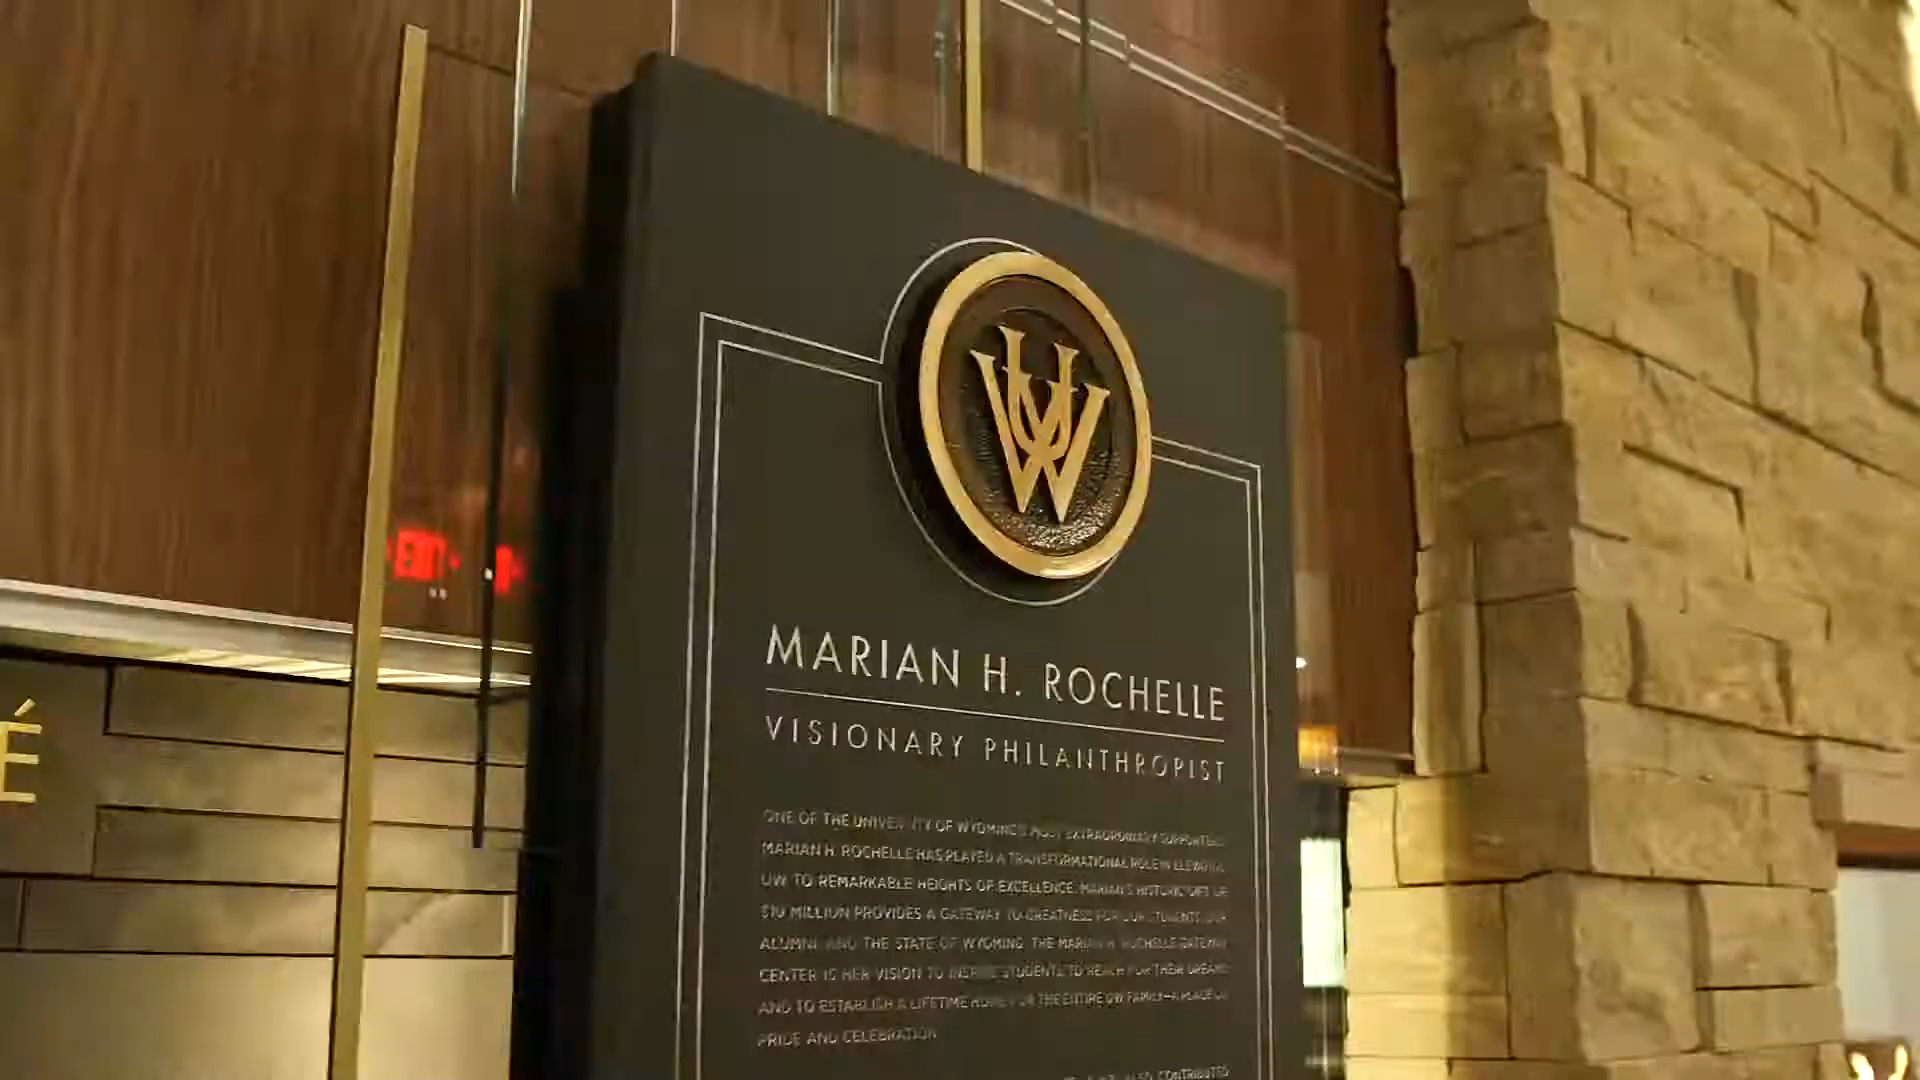 EXIT
UW
É
MARIAN H. ROCHELLE
VISIONARY PHILANTHROPIST
ONE OF THE UNIVERSITY OF WYOMING'S MOST EXTRAORDINARY SUPPORTERS,
MARIAN H. ROCHELLE HAS PLAYED A TRANSFORMATIONAL ROLE IN ELEVATING
UW TO REMARKABLE HEIGHTS OF EXCELLENCE. MARIAN'S HISTORIC GIFT OF
$10 MILLION PROVIDES A GATEWAY TO GREATNESS FOR OUR STUDENTS, OUR
ALUMNI, AND THE STATE OF WYOMING. THE MARIAN H. ROCHELLE GATEWAY
CENTER IS HER VISION TO INSPIRE STUDENTS TO REACH FOR THEIR DREAMS
AND TO ESTABLISH A LIFETIME HOME FOR THE ENTIRE UW FAMILY—A PLACE OF
PRIDE AND CELEBRATION
ALSO CONTRIBUTED